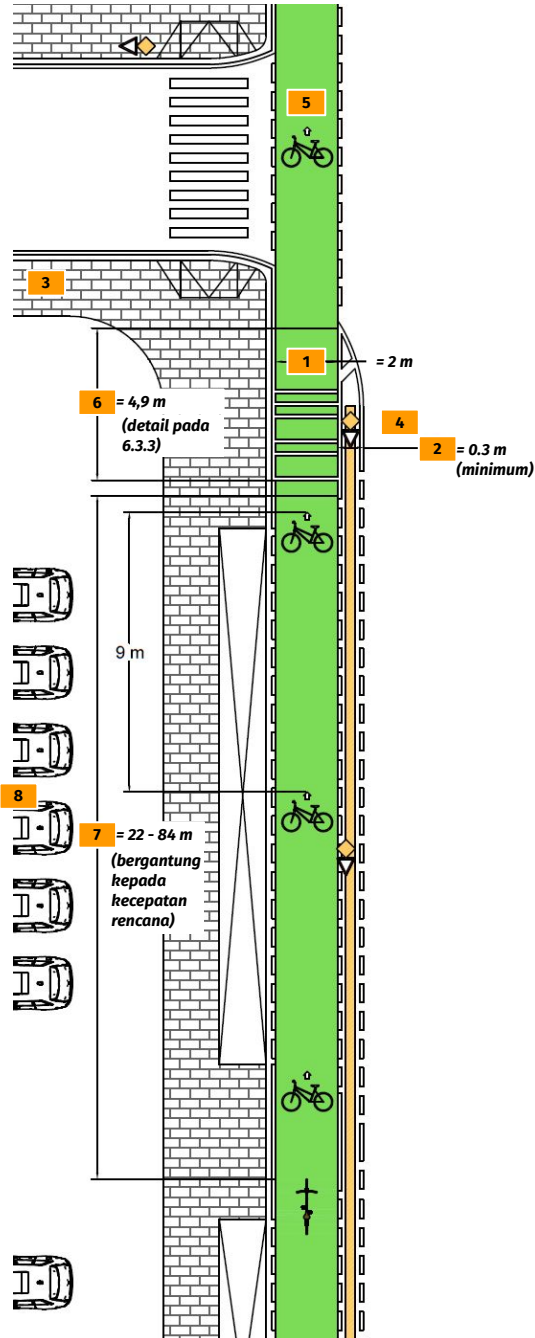 5
3
1
= 2 m
6 = 4,9 m
(detail pada
6.3.3)
4
2 = 0.3 m
(minimum)
9 m
8
7 = 22 - 84 m
(bergantung
kepada
kecepatan
rencana)